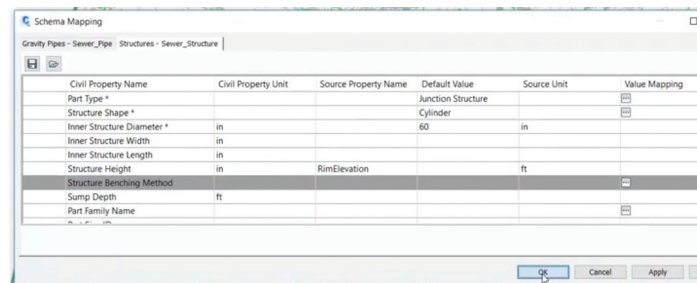 Schema Mapping
Gravity Pipes - Sewer_Pipe Structures - Sewer_Structure
Civil Property Name Civil Property Unit Source Property Name Default Value Source Unit Value Mapping
Part Type * Junction Structure
Structure Shape * Cylinder
Inner Structure Diameter * in 60 in
Inner Structure Width in
Inner Structure Length in
Structure Height in RimElevation ft
Structure Benching Method
Sump Depth ft
Part Family Name
OK Cancel Apply